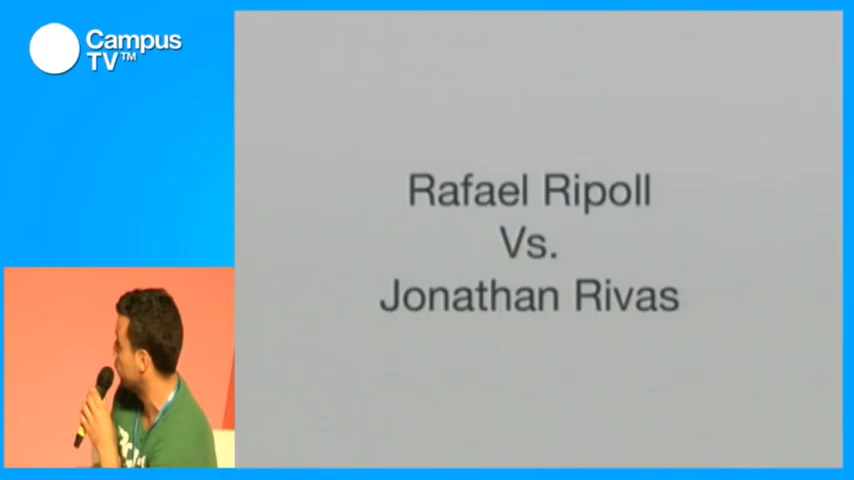 Campus
TV™
Rafael Ripoll
Vs.
Jonathan Rivas